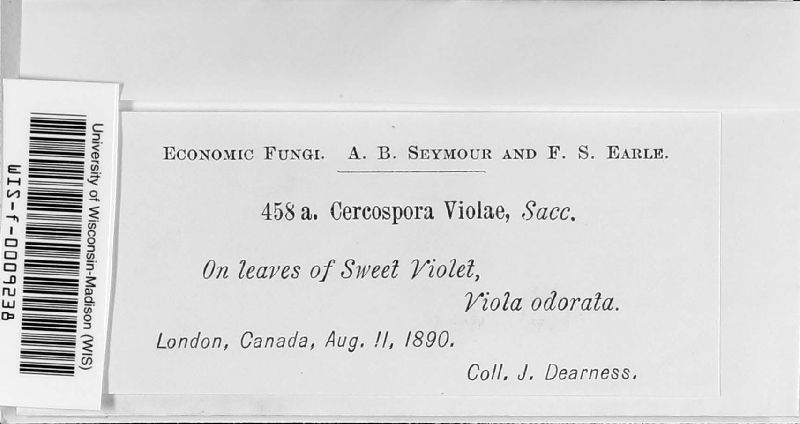 ECONOMIC FUNGI. A. B. SEYMOUR AND F. S. EARLE.
458 a. Cercospora Violae, Sacc.
On leaves of Sweet Violet,
Viola odorata.
London, Canada, Aug. 11, 1890.
Coll. J. Dearness.
University of Wisconsin-Madison (WIS)
WIS-f-0009238